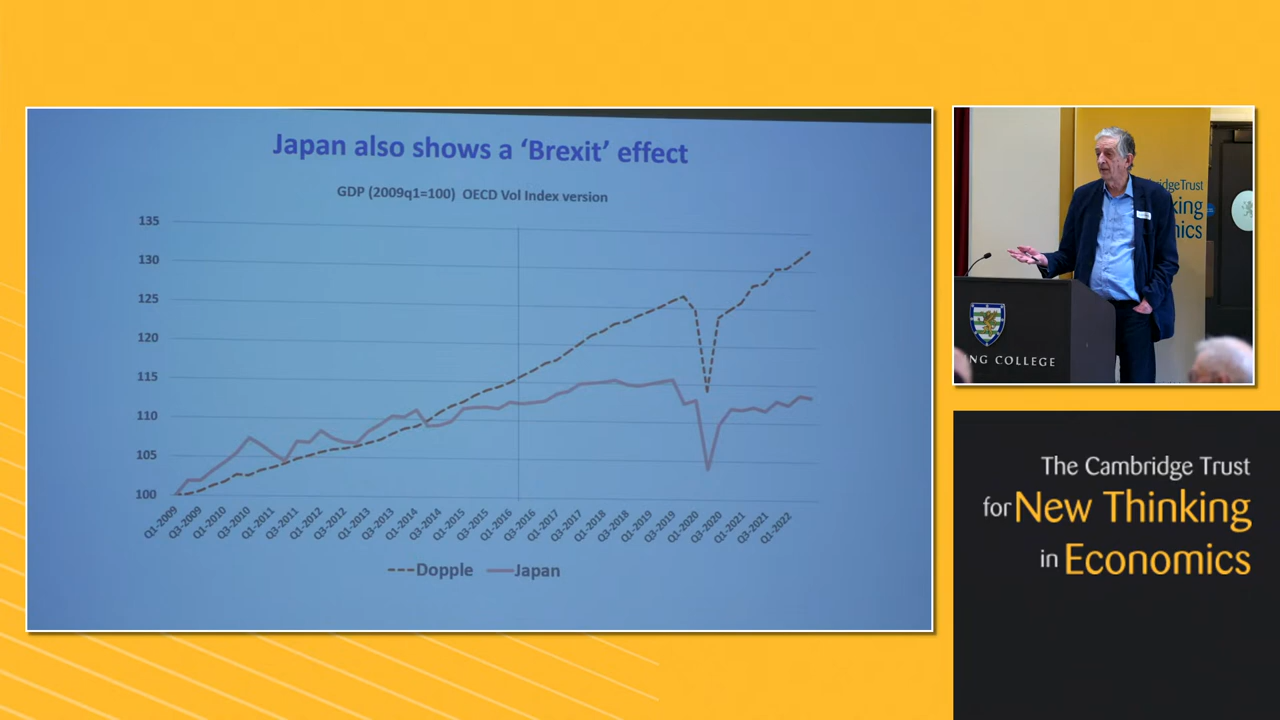 Japan also shows a ‘Brexit’ effect
GDP (2009q1=100) OECD Vol Index version
135
130
125
120
115
110
105
100
Q1-2009
Q3-2009
Q1-2010
Q3-2010
Q1-2011
Q3-2011
Q1-2012
Q3-2012
Q1-2013
Q3-2013
Q1-2014
Q3-2014
Q1-2015
Q3-2015
Q1-2016
Q3-2016
Q1-2017
Q3-2017
Q1-2018
Q3-2018
Q1-2019
Q3-2019
Q1-2020
Q3-2020
Q1-2021
Q3-2021
Q1-2022
Dopple
Japan
dge Trust
king
ics
NG COLLEGE
The Cambridge Trust
for New Thinking
in Economics